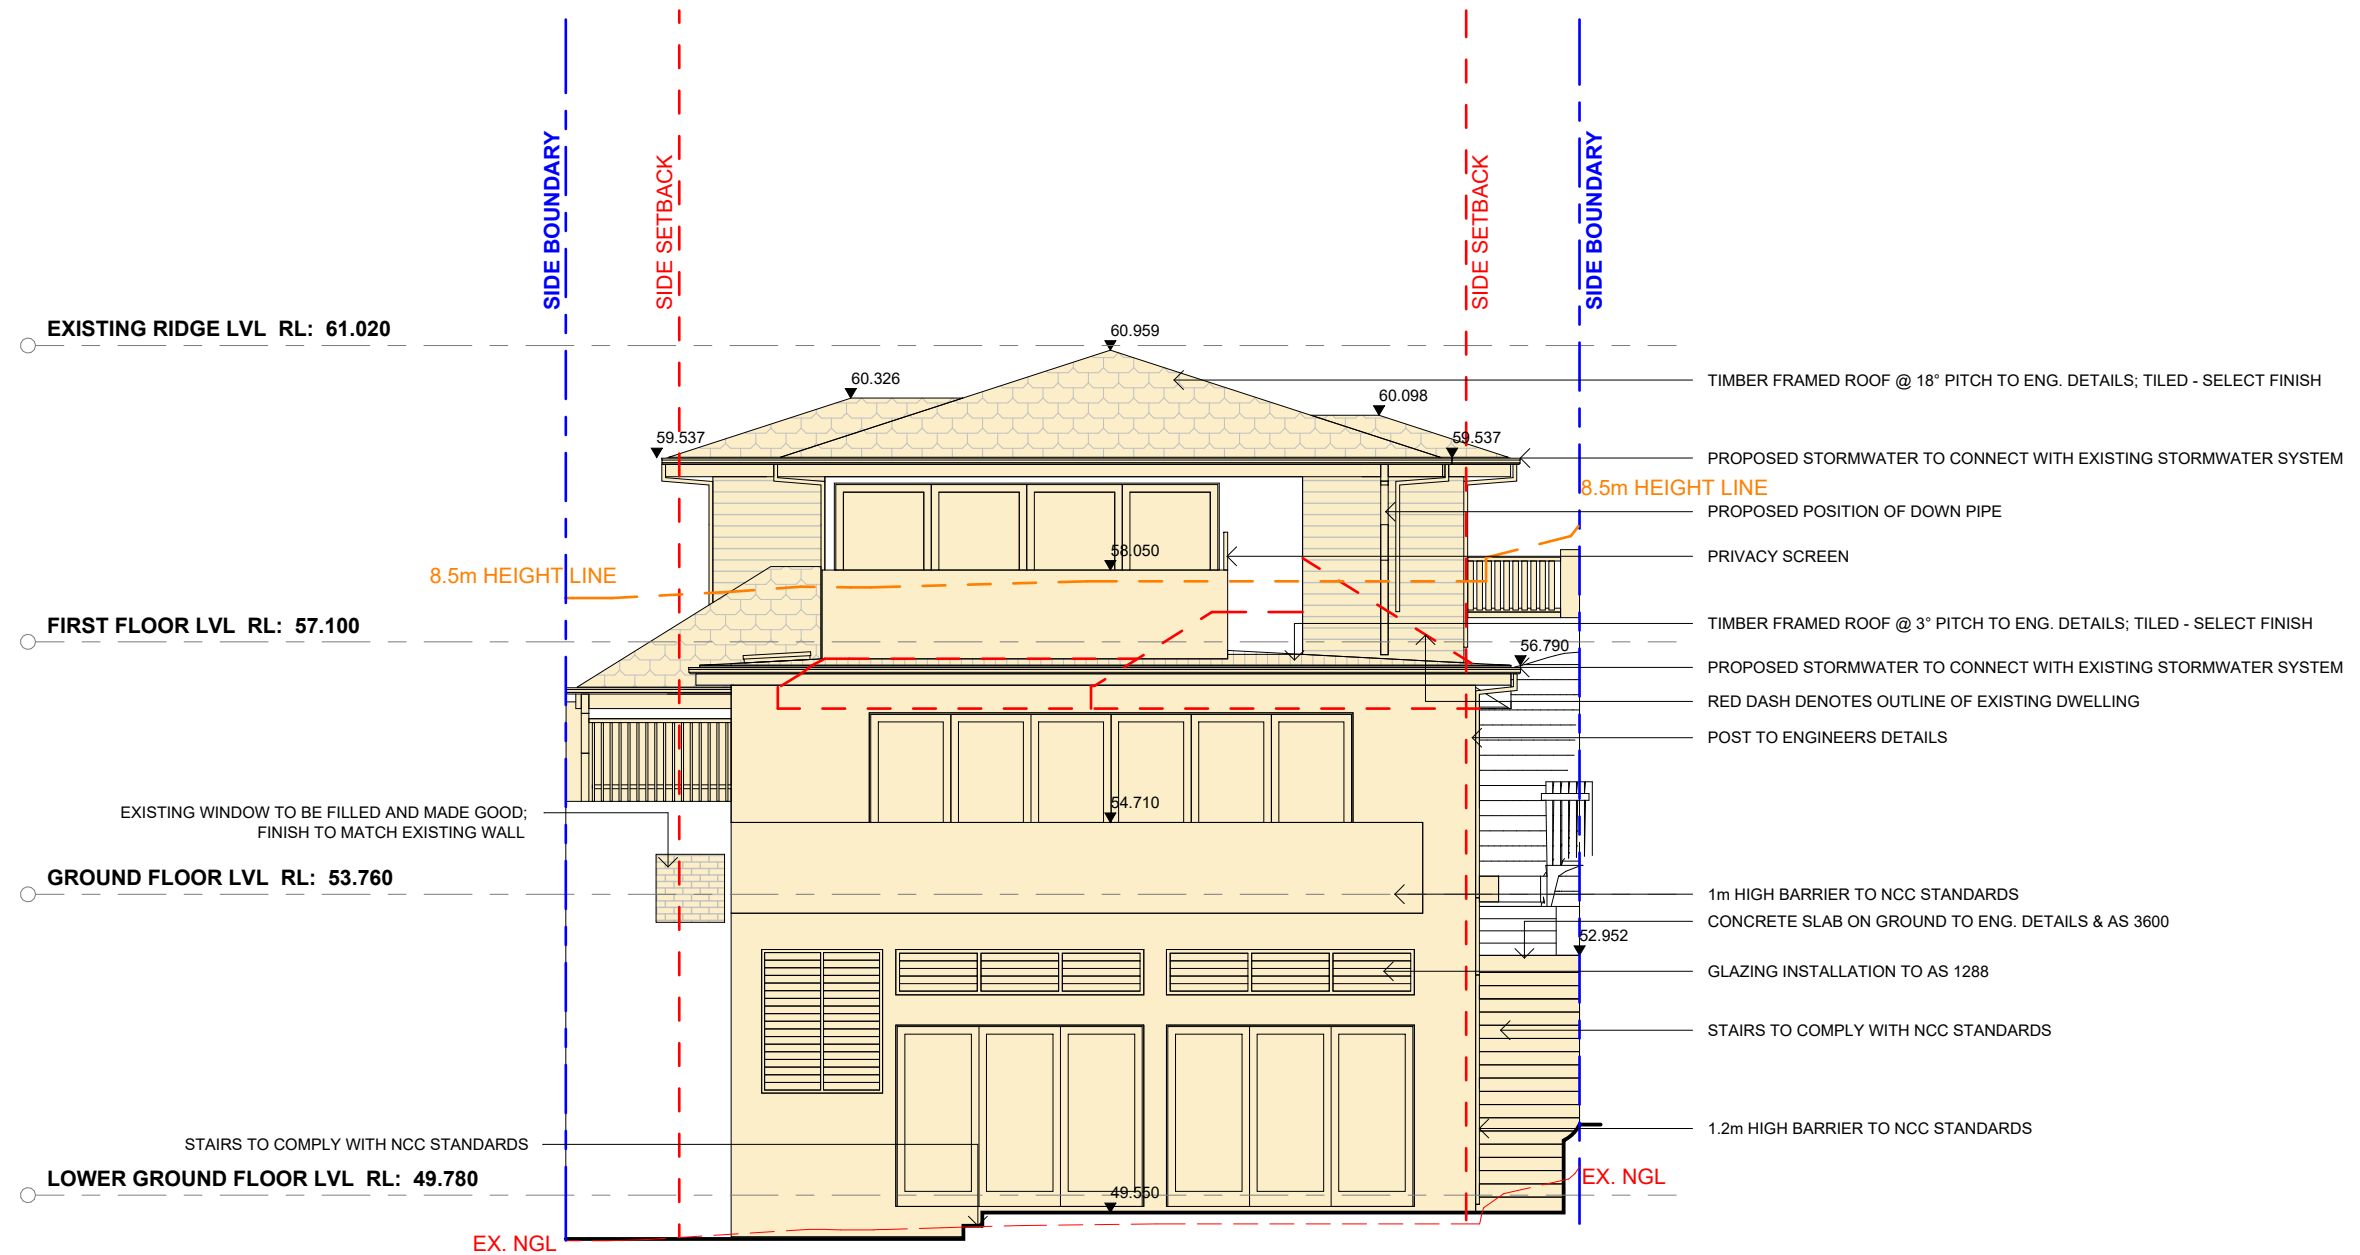 SIDE BOUNDARY
SIDE SETBACK
SIDE SETBACK
SIDE BOUNDARY
EXISTING RIDGE LVL RL: 61.020
60.959
60.326
60.098
59.537
59.537
TIMBER FRAMED ROOF @ 18° PITCH TO ENG. DETAILS; TILED - SELECT FINISH
PROPOSED STORMWATER TO CONNECT WITH EXISTING STORMWATER SYSTEM
8.5m HEIGHT LINE
PROPOSED POSITION OF DOWN PIPE
58.050
PRIVACY SCREEN
8.5m HEIGHT LINE
FIRST FLOOR LVL RL: 57.100
TIMBER FRAMED ROOF @ 3° PITCH TO ENG. DETAILS; TILED - SELECT FINISH
56.790
PROPOSED STORMWATER TO CONNECT WITH EXISTING STORMWATER SYSTEM
RED DASH DENOTES OUTLINE OF EXISTING DWELLING
POST TO ENGINEERS DETAILS
54.710
EXISTING WINDOW TO BE FILLED AND MADE GOOD;
FINISH TO MATCH EXISTING WALL
GROUND FLOOR LVL RL: 53.760
1m HIGH BARRIER TO NCC STANDARDS
CONCRETE SLAB ON GROUND TO ENG. DETAILS & AS 3600
52.952
GLAZING INSTALLATION TO AS 1288
STAIRS TO COMPLY WITH NCC STANDARDS
1.2m HIGH BARRIER TO NCC STANDARDS
STAIRS TO COMPLY WITH NCC STANDARDS
LOWER GROUND FLOOR LVL RL: 49.780
EX. NGL
49.550
EX. NGL